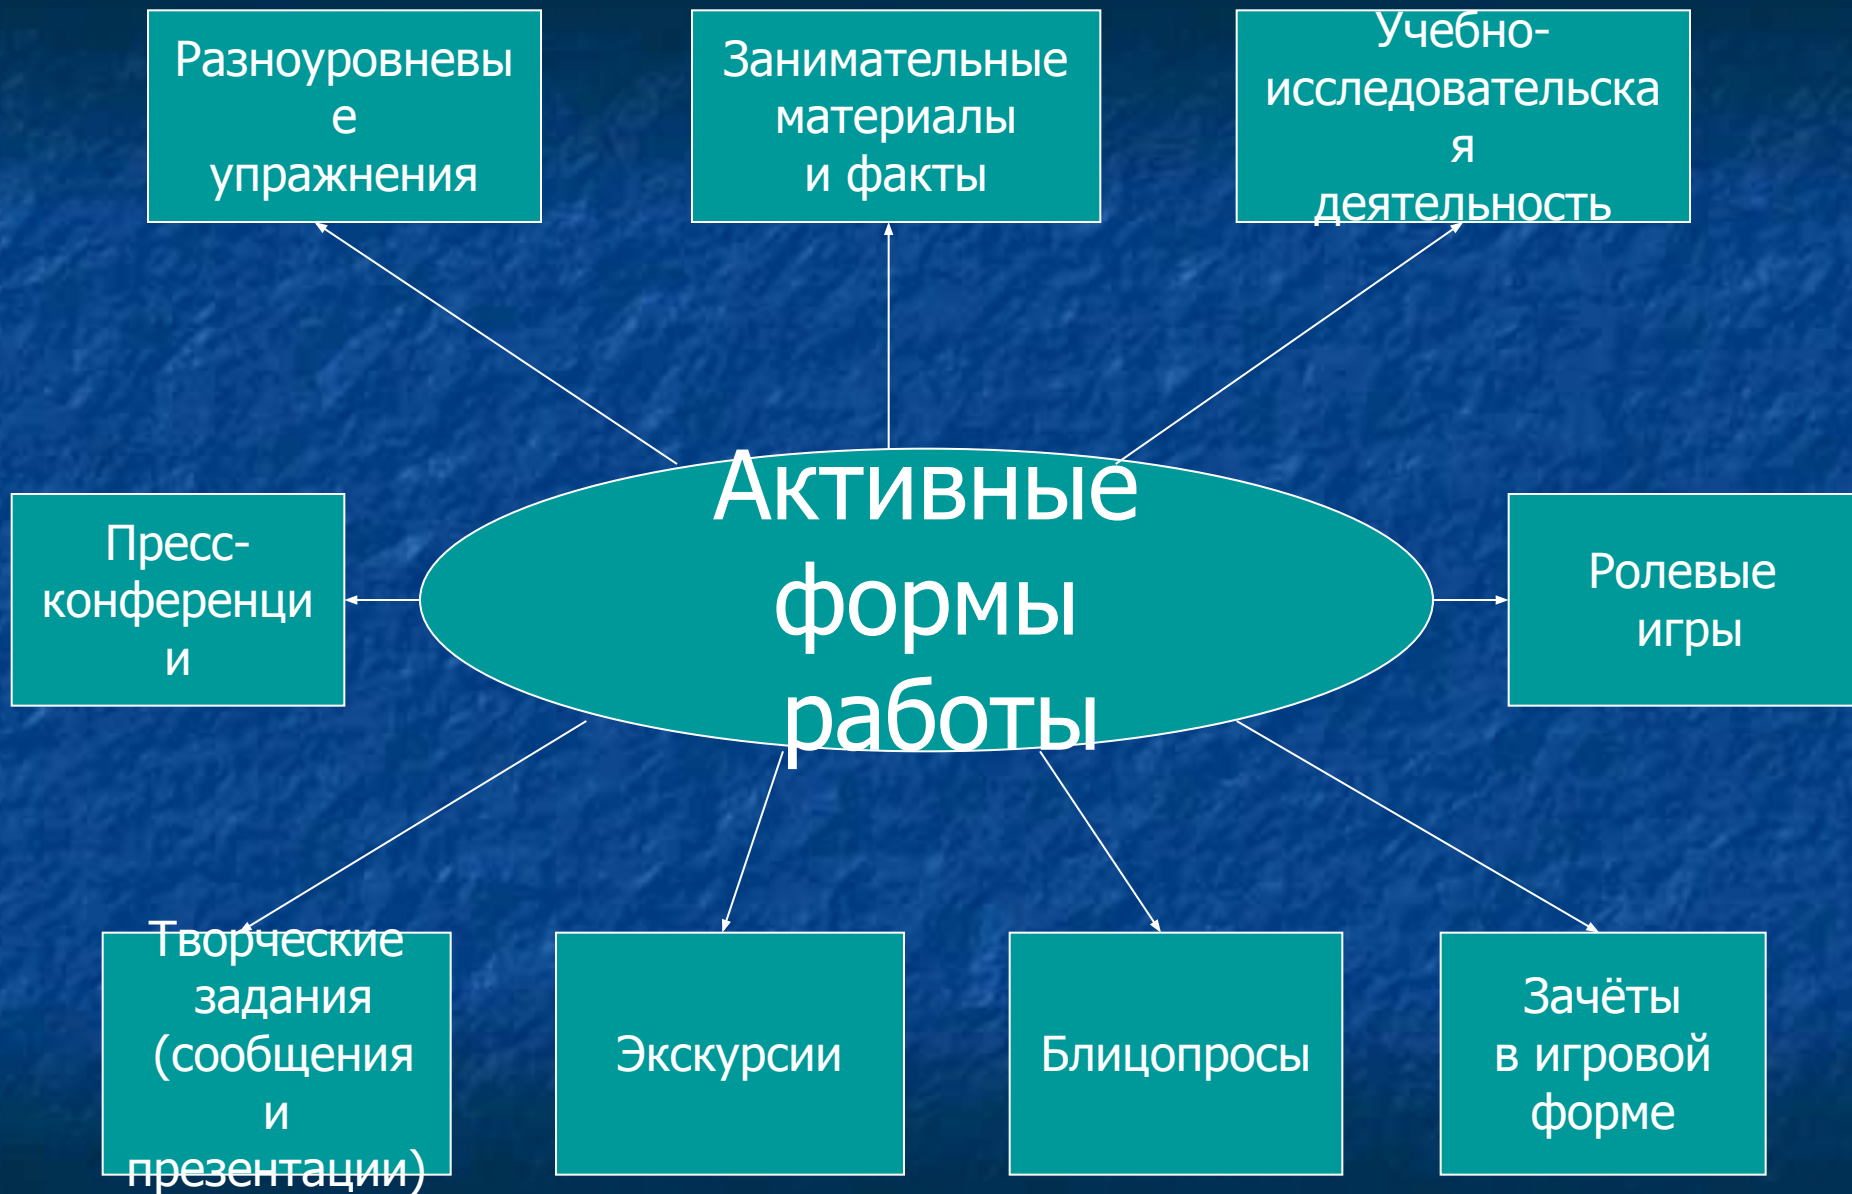 Разноуровневы
е
упражнения
Занимательные
материалы
и факты
Учебно-
исследовательска
я
деятельность
Активные
формы
работы
Пресс-
конференци
и
Ролевые
игры
Творческие
задания
(сообщения
и
презентации)
Экскурсии
Блицопросы
Зачёты
в игровой
форме